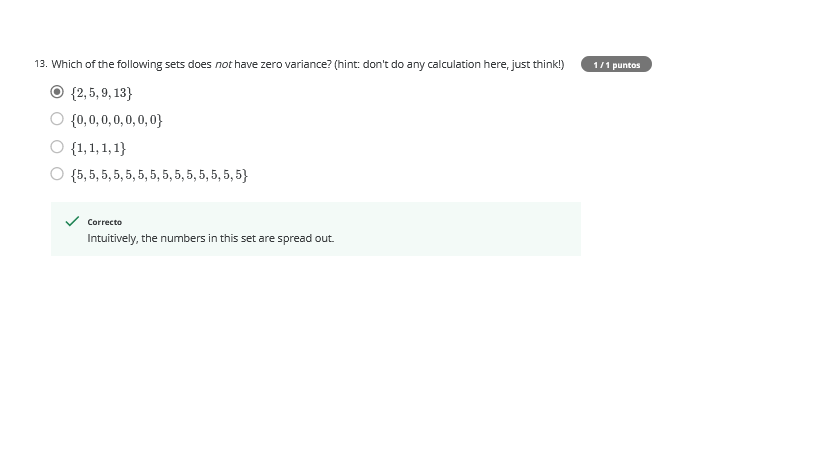 13. Which of the following sets does not have zero variance? (hint: don't do any calculation here, just think!) 1 / 1 puntos
{2, 5, 9, 13}
{0, 0, 0, 0, 0, 0, 0}
{1, 1, 1, 1}
{5, 5, 5, 5, 5, 5, 5, 5, 5, 5, 5, 5, 5, 5}
Correcto
Intuitively, the numbers in this set are spread out.